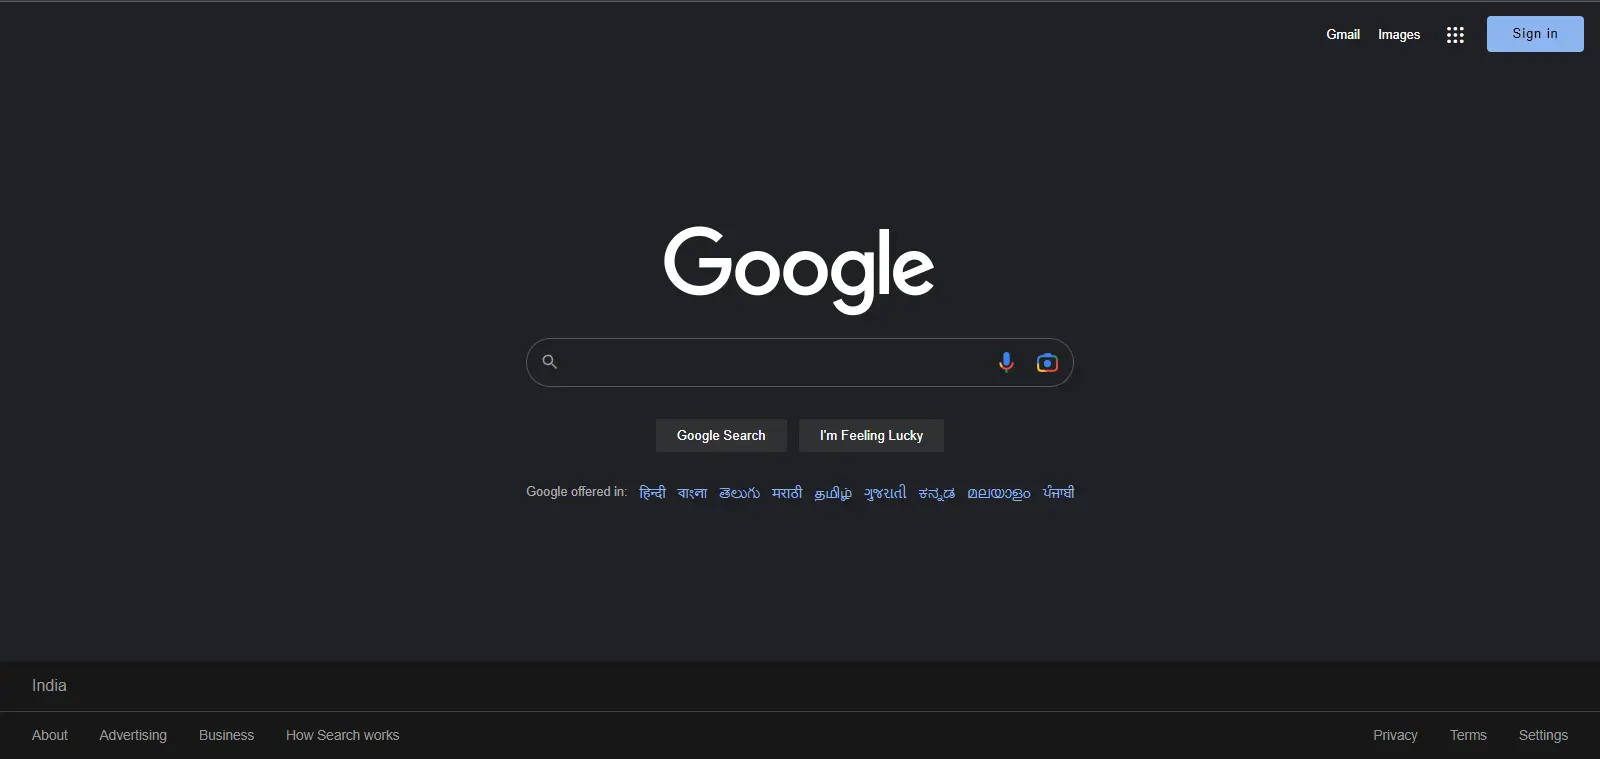 Gmail Images Sign in
Google
Google Search I'm Feeling Lucky
Google offered in: हिन्दी বাংলা తెలుగు मराठी தமிழ் ગુજરાતી ಕನ್ನಡ മലയാളം ਪੰਜਾਬੀ
India
About Advertising Business How Search works Privacy Terms Settings